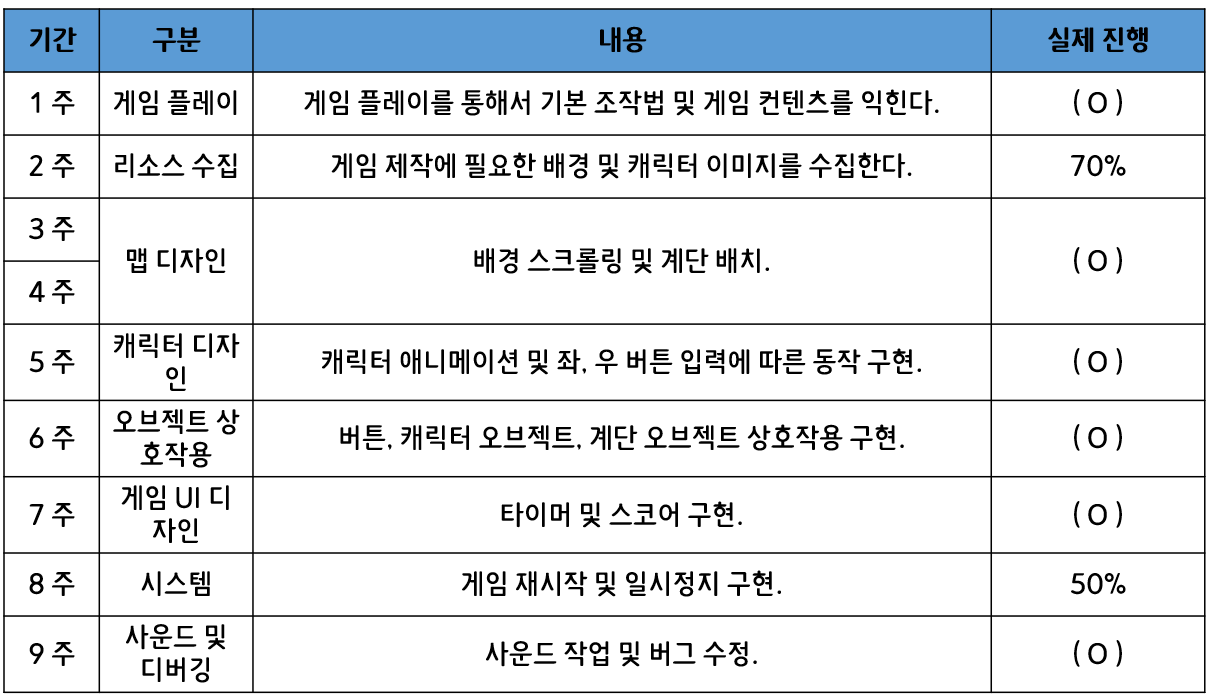 기간 구분 내용 실제 진행
1 주 게임 플레이 게임 플레이를 통해서 기본 조작법 및 게임 컨텐츠를 익힌다. ( O )
2 주 리소스 수집 게임 제작에 필요한 배경 및 캐릭터 이미지를 수집한다. 70%
3 주
맵 디자인 배경 스크롤링 및 계단 배치. ( O )
4 주
5 주 캐릭터 디자
인 캐릭터 애니메이션 및 좌, 우 버튼 입력에 따른 동작 구현. ( O )
6 주 오브젝트 상
호작용 버튼, 캐릭터 오브젝트, 계단 오브젝트 상호작용 구현. ( O )
7 주 게임 UI 디
자인 타이머 및 스코어 구현. ( O )
8 주 시스템 게임 재시작 및 일시정지 구현. 50%
9 주 사운드 및
디버깅 사운드 작업 및 버그 수정. ( O )